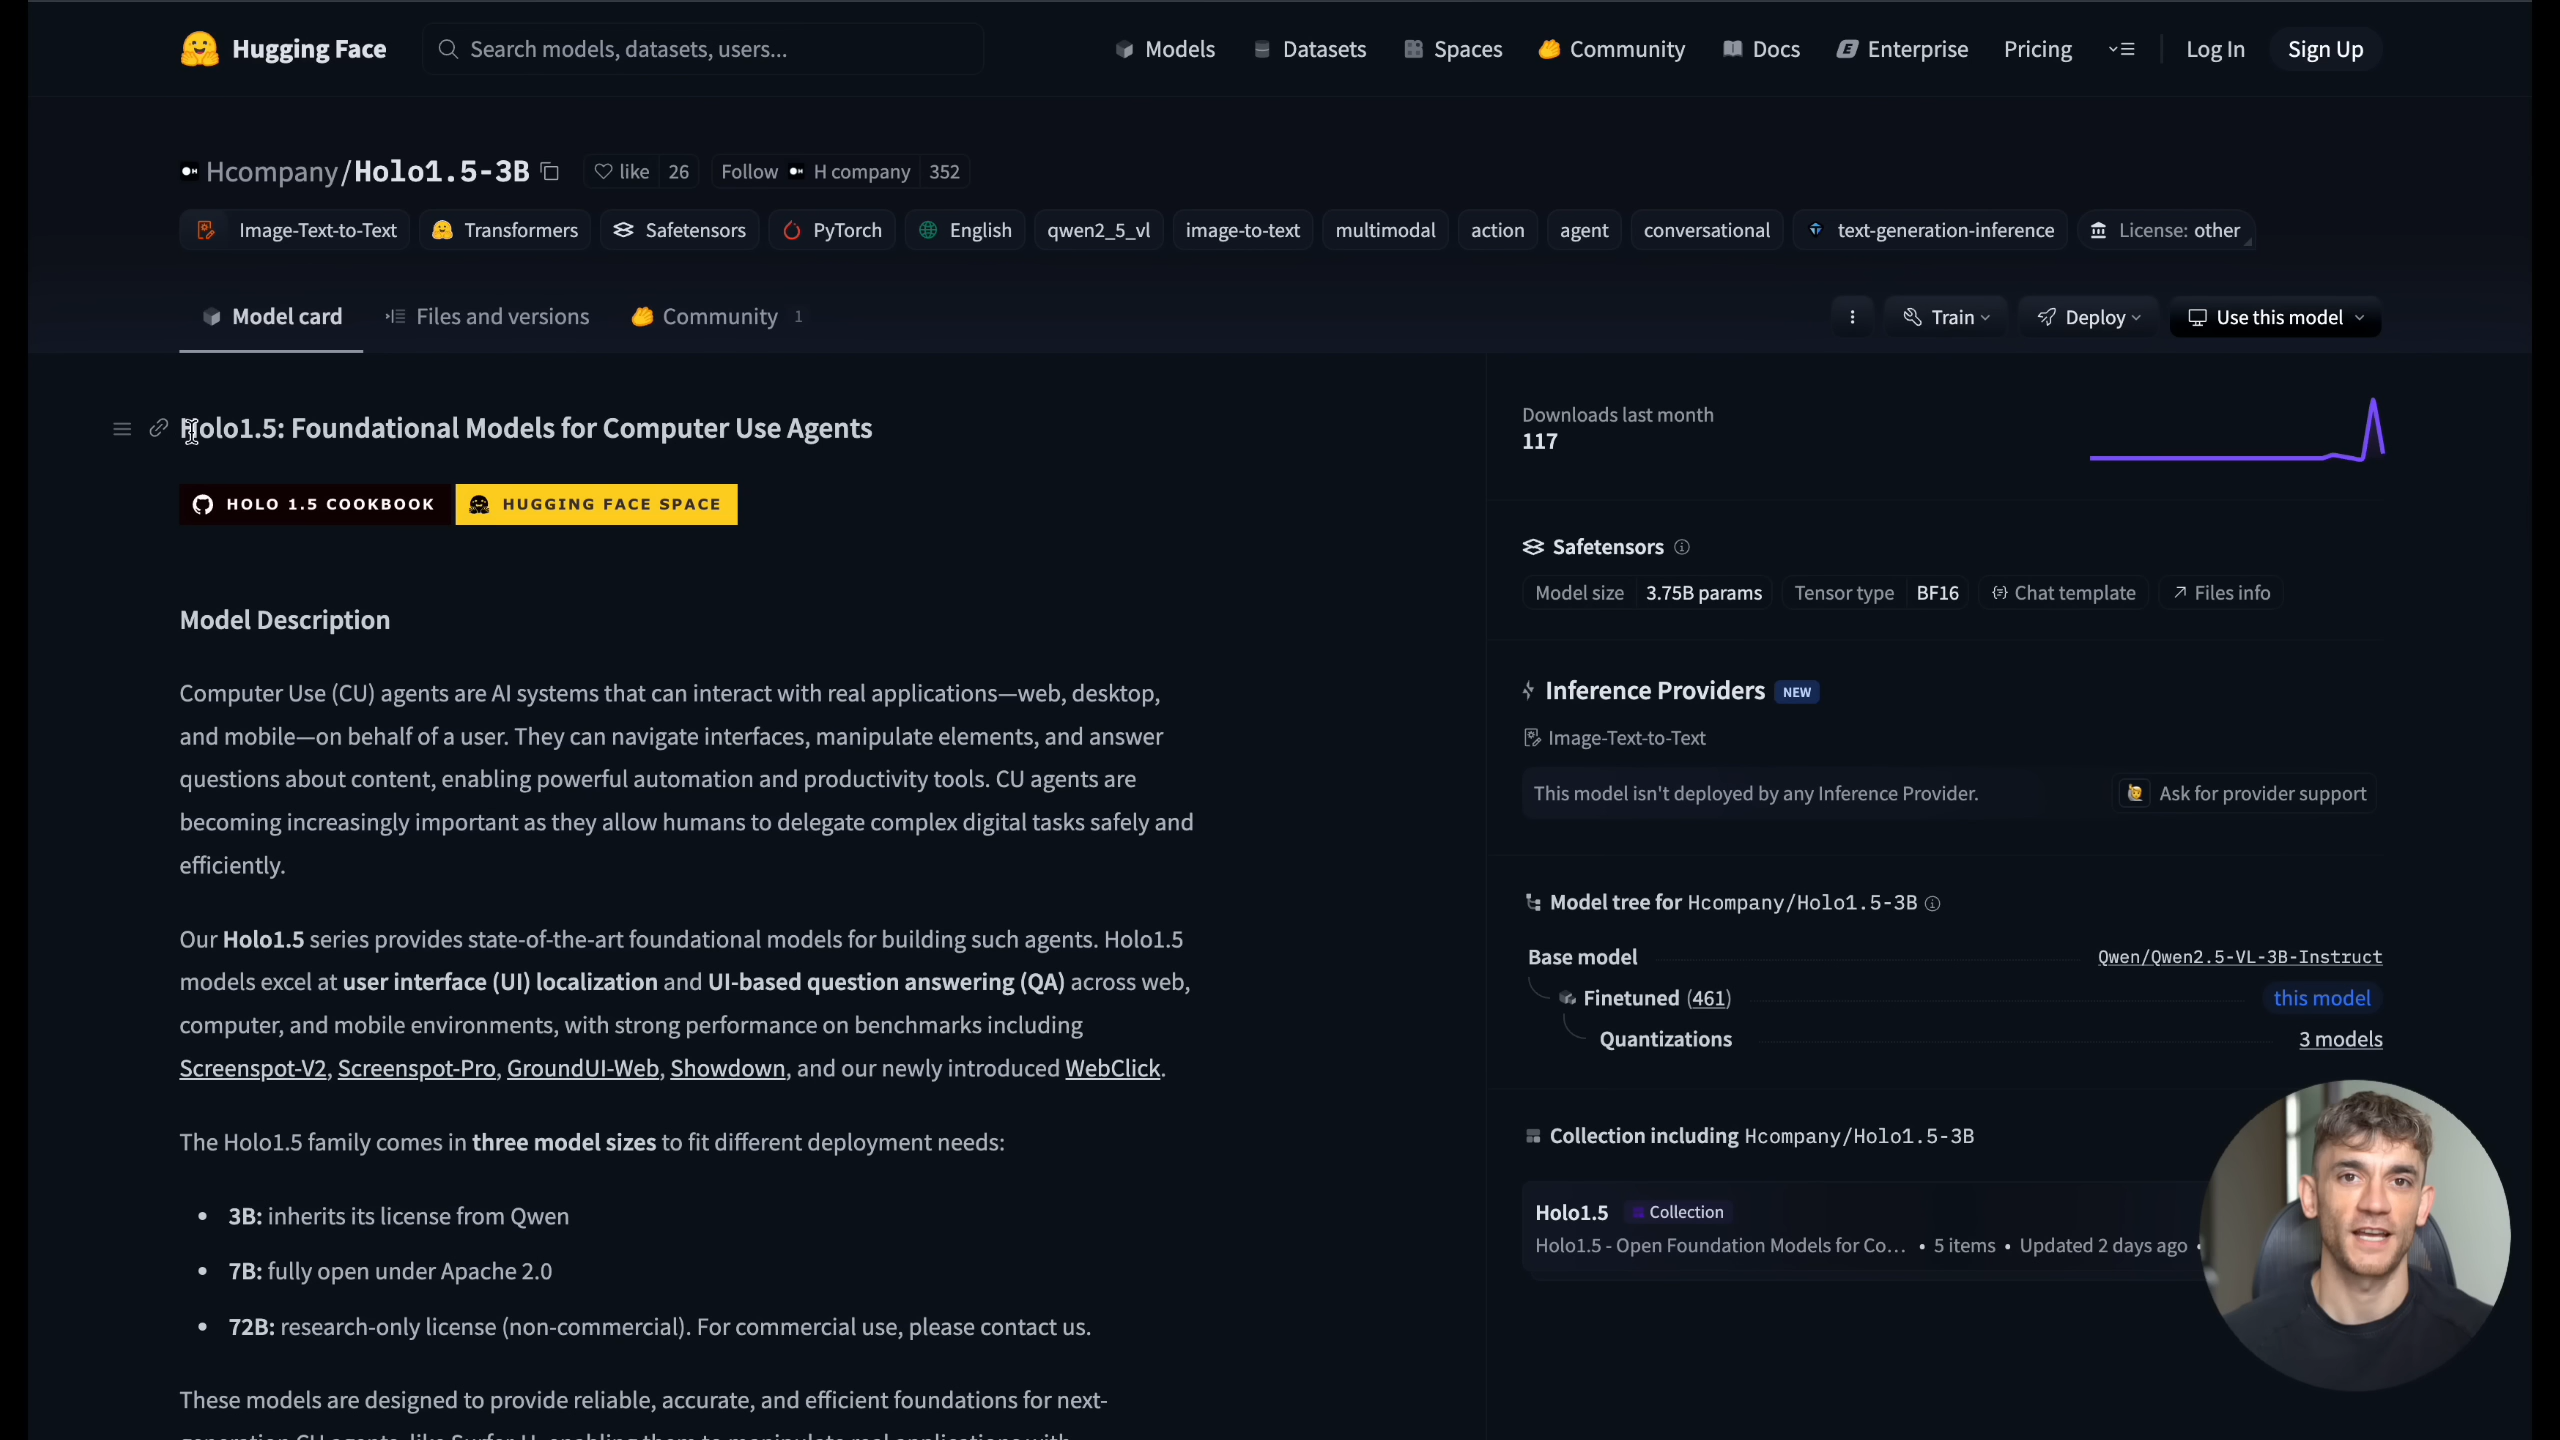 Hugging Face
Search models, datasets, users...
Models
Datasets
Spaces
Community
Docs
Enterprise
Pricing
Log In
Sign Up
Hcompany/Holo1.5-3B
like 26
Follow H company 352
Image-Text-to-Text
Transformers
Safetensors
PyTorch
English
qwen2_5_vl
image-to-text
multimodal
action
agent
conversational
text-generation-inference
License: other
Model card
Files and versions
Community 1
Train
Deploy
Use this model
Holo1.5: Foundational Models for Computer Use Agents
HOLO 1.5 COOKBOOK
HUGGING FACE SPACE
Model Description
Computer Use (CU) agents are AI systems that can interact with real applications—web, desktop,
and mobile—on behalf of a user. They can navigate interfaces, manipulate elements, and answer
questions about content, enabling powerful automation and productivity tools. CU agents are
becoming increasingly important as they allow humans to delegate complex digital tasks safely and
efficiently.
Our Holo1.5 series provides state-of-the-art foundational models for building such agents. Holo1.5
models excel at user interface (UI) localization and UI-based question answering (QA) across web,
computer, and mobile environments, with strong performance on benchmarks including
Screenspot-V2, Screenspot-Pro, GroundUI-Web, Showdown, and our newly introduced WebClick.
The Holo1.5 family comes in three model sizes to fit different deployment needs:
• 3B: inherits its license from Qwen
• 7B: fully open under Apache 2.0
• 72B: research-only license (non-commercial). For commercial use, please contact us.
These models are designed to provide reliable, accurate, and efficient foundations for next-
Downloads last month
117
Safetensors
Model size 3.75B params
Tensor type BF16
Chat template
Files info
Inference Providers NEW
Image-Text-to-Text
This model isn't deployed by any Inference Provider.
Ask for provider support
Model tree for Hcompany/Holo1.5-3B
Base model Qwen/Qwen2.5-VL-3B-Instruct
Finetuned (461) this model
Quantizations 3 models
Collection including Hcompany/Holo1.5-3B
Holo1.5 Collection
Holo1.5 - Open Foundation Models for Co... • 5 items • Updated 2 days ago •